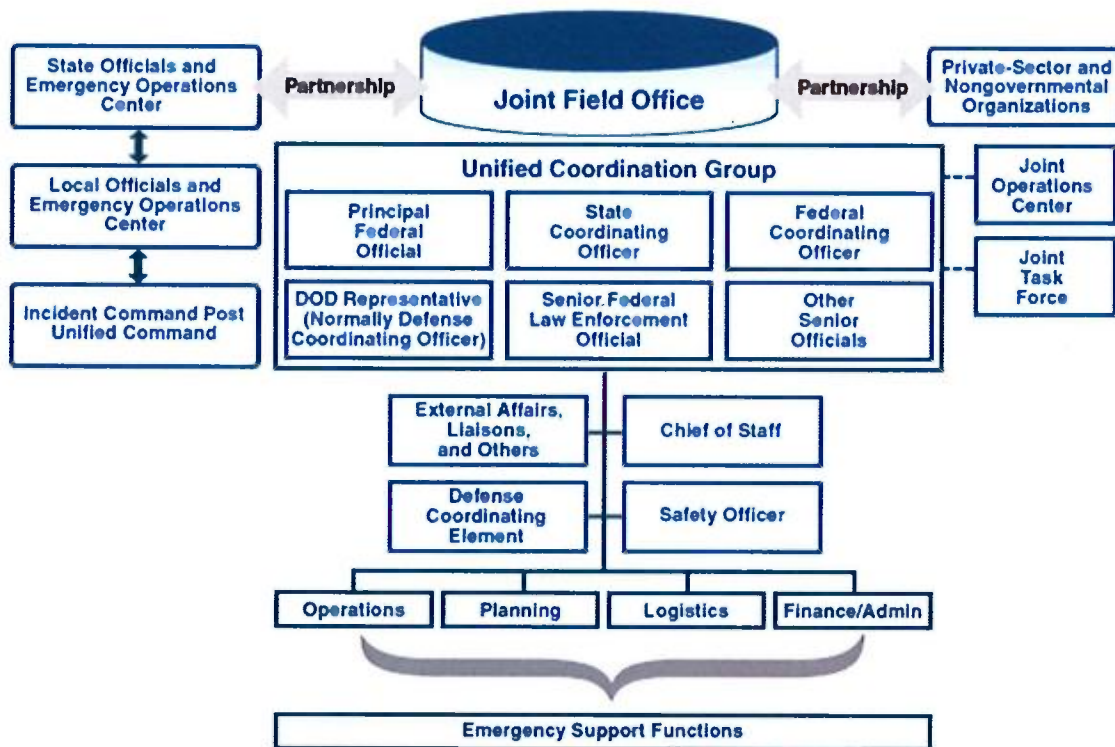 State Officials and
Emergency Operations
Center
Partnership
Joint Field Office
Partnership
Private-Sector and
Nongovernmental
Organizations
Local Officials and
Emergency Operations
Center
Incident Command Post
Unified Command
Unified Coordination Group
Principal
Federal
Official
State
Coordinating
Officer
Federal
Coordinating
Officer
DOD Representative
(Normally Defense
Coordinating Officer)
Senior Federal
Law Enforcement
Official
Other
Senior
Officials
Joint
Operations
Center
Joint
Task
Force
External Affairs,
Liaisons,
and Others
Chief of Staff
Defense
Coordinating
Element
Safety Officer
Operations
Planning
Logistics
Finance/Admin
Emergency Support Functions